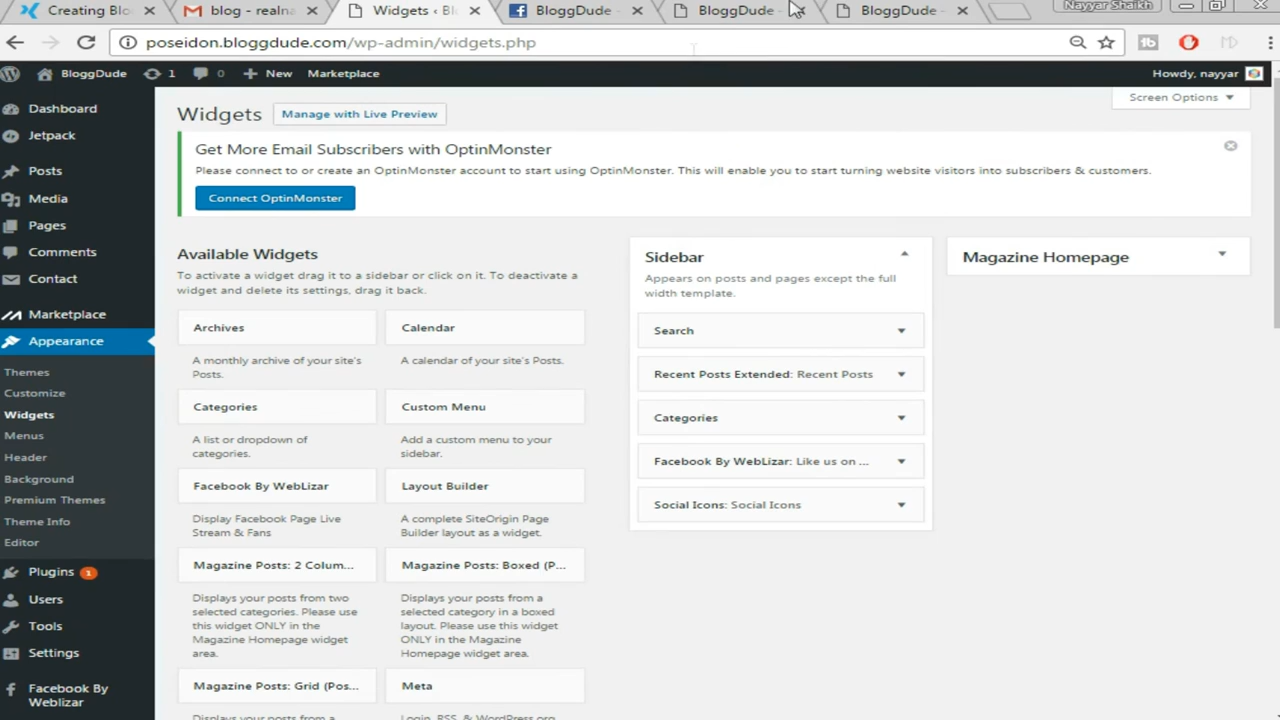 Creating Blo
blog - realna
Widgets ‹ Bl
BloggDude
BloggDude -
BloggDude -
Nayyar Shaikh
poseidon.bloggdude.com/wp-admin/widgets.php
BloggDude
1
0
New
Marketplace
Howdy, nayyar
Dashboard
Jetpack
Posts
Media
Pages
Comments
Contact
Marketplace
Appearance
Themes
Customize
Widgets
Menus
Header
Background
Premium Themes
Theme Info
Editor
Plugins 1
Users
Tools
Settings
Facebook By
Weblizar
Widgets
Manage with Live Preview
Screen Options
Get More Email Subscribers with OptinMonster
Please connect to or create an OptinMonster account to start using OptinMonster. This will enable you to start turning website visitors into subscribers & customers.
Connect OptinMonster
Available Widgets
To activate a widget drag it to a sidebar or click on it. To deactivate a
widget and delete its settings, drag it back.
Archives
A monthly archive of your site's
Posts.
Calendar
A calendar of your site's Posts.
Categories
A list or dropdown of
categories.
Custom Menu
Add a custom menu to your
sidebar.
Facebook By WebLizar
Display Facebook Page Live
Stream & Fans
Layout Builder
A complete SiteOrigin Page
Builder layout as a widget.
Magazine Posts: 2 Colum...
Displays your posts from two
selected categories. Please use
this widget ONLY in the
Magazine Homepage widget
area.
Magazine Posts: Boxed (P...
Displays your posts from a
selected category in a boxed
layout. Please use this widget
ONLY in the Magazine
Homepage widget area.
Magazine Posts: Grid (Pos...
Displays your posts from a
Meta
Login, RSS, & WordPress.org
Sidebar
Appears on posts and pages except the full
width template.
Search
Recent Posts Extended: Recent Posts
Categories
Facebook By WebLizar: Like us on ...
Social Icons: Social Icons
Magazine Homepage